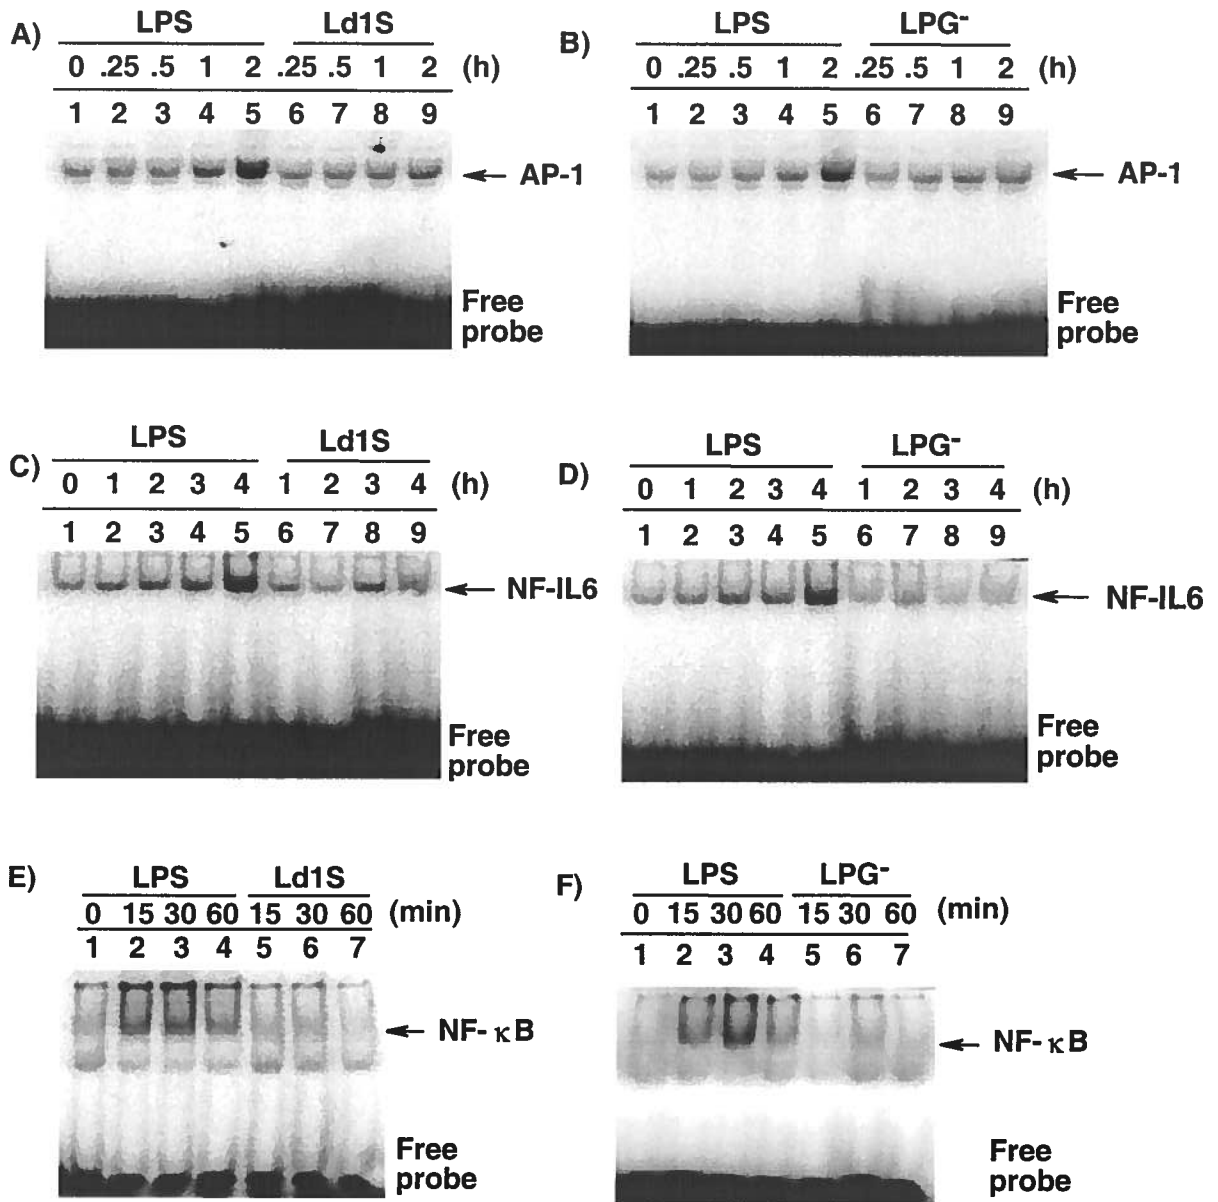 A) LPS Ld1S
0 .25 .5 1 2 .25 .5 1 2 (h)
1 2 3 4 5 6 7 8 9
AP-1
Free
probe
B) LPS LPG-
0 .25 .5 1 2 .25 .5 1 2 (h)
1 2 3 4 5 6 7 8 9
AP-1
Free
probe
C) LPS Ld1S
0 1 2 3 4 1 2 3 4 (h)
1 2 3 4 5 6 7 8 9
NF-IL6
Free
probe
D) LPS LPG-
0 1 2 3 4 1 2 3 4 (h)
1 2 3 4 5 6 7 8 9
NF-IL6
Free
probe
E) LPS Ld1S
0 15 30 60 15 30 60 (min)
1 2 3 4 5 6 7
NF-κB
Free
probe
F) LPS LPG-
0 15 30 60 15 30 60 (min)
1 2 3 4 5 6 7
NF-κB
Free
probe